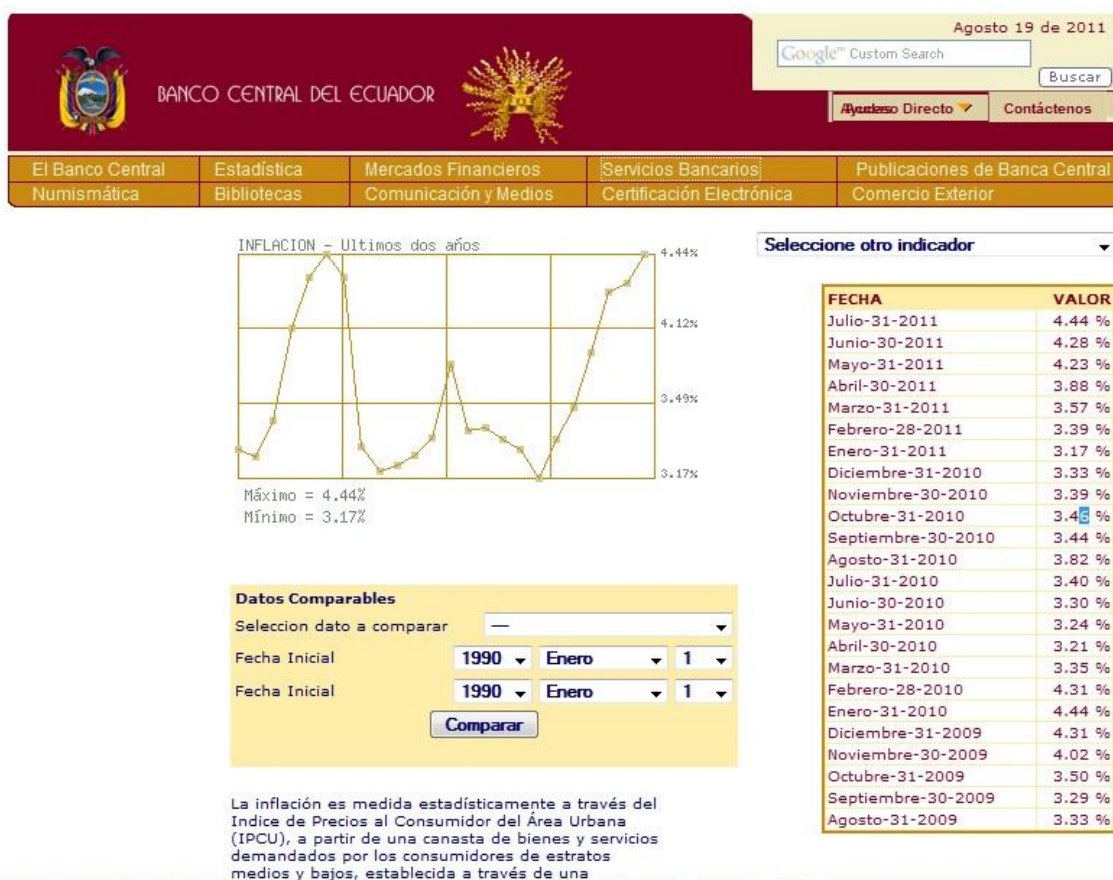 Agosto 19 de 2011
Google™ Custom Search
Buscar
BANCO CENTRAL DEL ECUADOR
Directo
Contáctenos
El Banco Central Estadística Mercados Financieros Servicios Bancarios Publicaciones de Banca Central
Numismática Bibliotecas Comunicación y Medios Certificación Electrónica Comercio Exterior
INFLACION - Ultimos dos años
4.44%
4.12%
3.49%
3.17%
Máximo = 4.44%
Mínimo = 3.17%
Datos Comparables
Seleccion dato a comparar —
Fecha Inicial 1990 Enero 1
Fecha Inicial 1990 Enero 1
Comparar
La inflación es medida estadísticamente a través del
Indice de Precios al Consumidor del Área Urbana
(IPCU), a partir de una canasta de bienes y servicios
demandados por los consumidores de estratos
medios y bajos, establecida a través de una
Seleccione otro indicador
FECHA VALOR
Julio-31-2011 4.44 %
Junio-30-2011 4.28 %
Mayo-31-2011 4.23 %
Abril-30-2011 3.88 %
Marzo-31-2011 3.57 %
Febrero-28-2011 3.39 %
Enero-31-2011 3.17 %
Diciembre-31-2010 3.33 %
Noviembre-30-2010 3.39 %
Octubre-31-2010 3.46 %
Septiembre-30-2010 3.44 %
Agosto-31-2010 3.82 %
Julio-31-2010 3.40 %
Junio-30-2010 3.30 %
Mayo-31-2010 3.24 %
Abril-30-2010 3.21 %
Marzo-31-2010 3.35 %
Febrero-28-2010 4.31 %
Enero-31-2010 4.44 %
Diciembre-31-2009 4.31 %
Noviembre-30-2009 4.02 %
Octubre-31-2009 3.50 %
Septiembre-30-2009 3.29 %
Agosto-31-2009 3.33 %